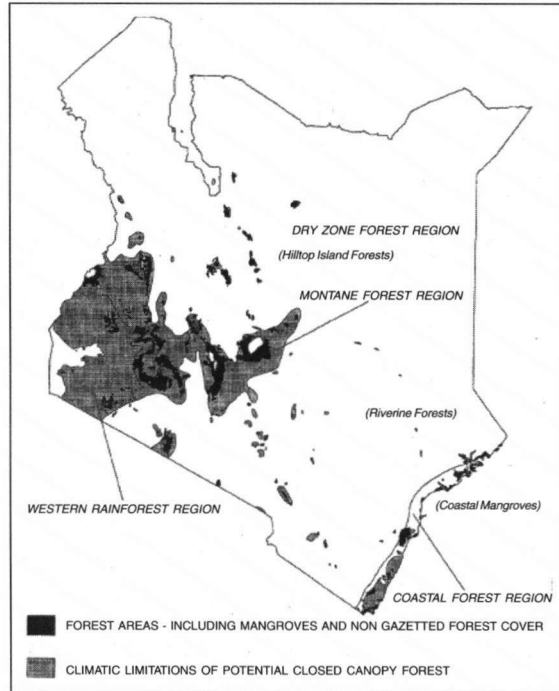 DRY ZONE FOREST REGION
(Hilltop Island Forests)
MONTANE FOREST REGION
(Riverine Forests)
(Coastal Mangroves)
WESTERN RAINFOREST REGION
COASTAL FOREST REGION
FOREST AREAS - INCLUDING MANGROVES AND NON GAZETTED FOREST COVER
CLIMATIC LIMITATIONS OF POTENTIAL CLOSED CANOPY FOREST